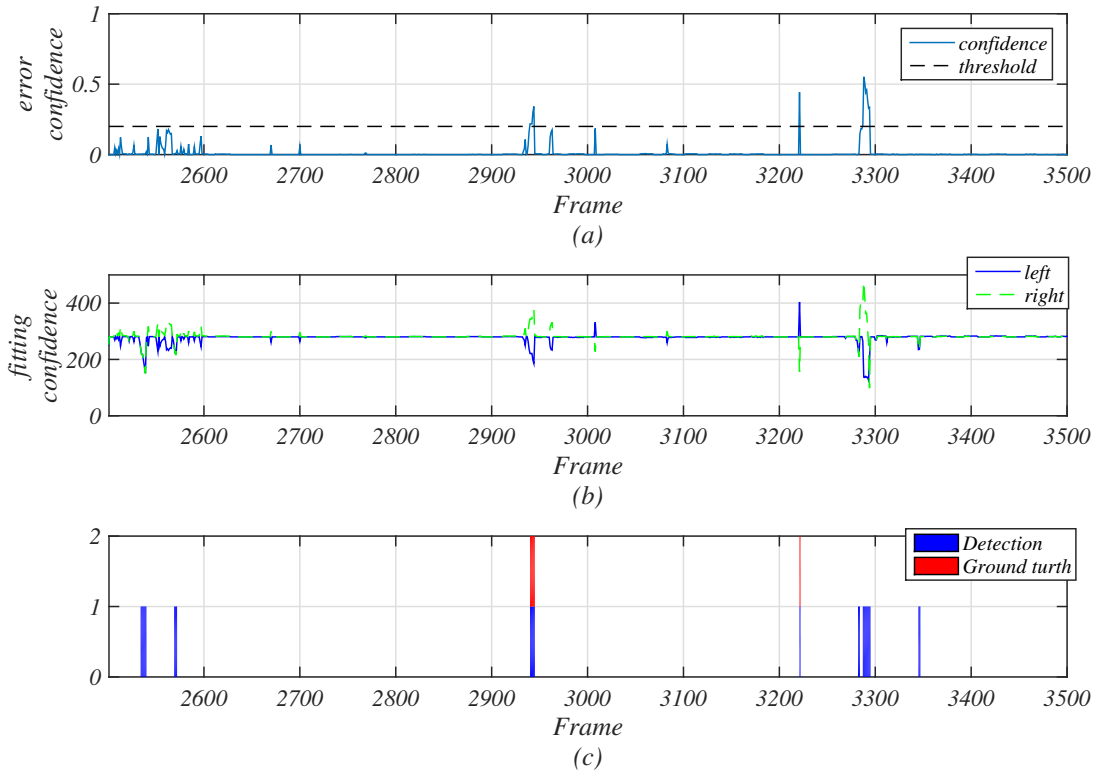 1
0.5
0
error
confidence
confidence
threshold
2600 2700 2800 2900 3000 3100 3200 3300 3400 3500
Frame
(a)
400
200
0
fitting
confidence
left
right
2600 2700 2800 2900 3000 3100 3200 3300 3400 3500
Frame
(b)
2
1
0
Detection
Ground turth
2600 2700 2800 2900 3000 3100 3200 3300 3400 3500
Frame
(c)